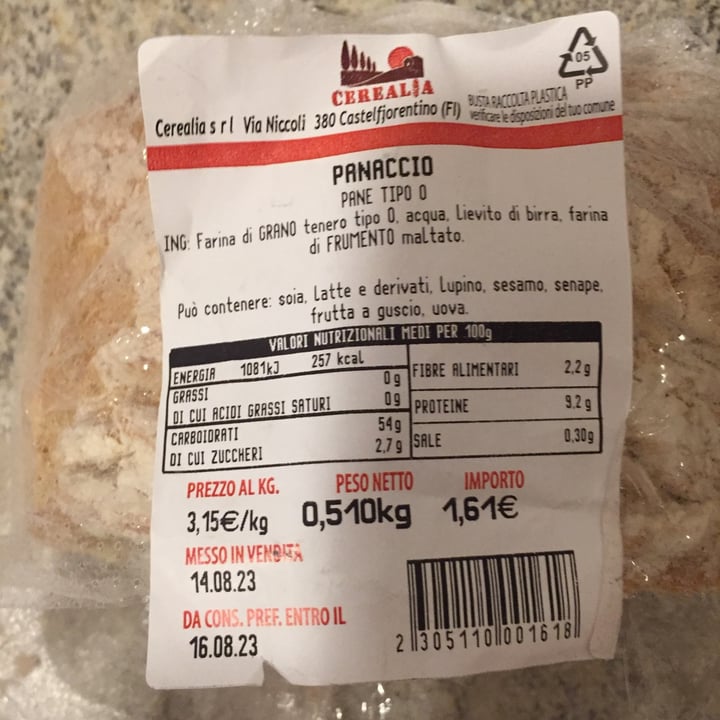 CEREALIA
Cerealia s r l Via Niccoli 380 Castelfjorentino (FI)
05
PP
BUSTA RACCOLTA PLASTICA
verificare le disposizioni del tuo comune
PANACCIO
PANE TIPO 0
ING: Farina di GRANO tenero tipo 0, acqua, Lievito di birra, farina
di FRUMENTO maltato.
Può contenere: soia, Latte e derivati, Lupino, sesamo, senape,
frutta a guscio, uova.
VALORI NUTRIZIONALI MEDI PER 100g
ENERGIA 1081kJ 257 kcal
GRASSI 0g
DI CUI ACIDI GRASSI SATURI 0g
CARBOIDRATI 54g
DI CUI ZUCCHERI 2,7g
FIBRE ALIMENTARI 2,2g
PROTEINE 9,2g
SALE 0,30g
PREZZO AL KG. PESO NETTO IMPORTO
3,15€/kg 0,510kg 1,61€
MESSO IN VENDITA
14.08.23
DA CONS. PREF. ENTRO IL
16.08.23
2 305110 001618